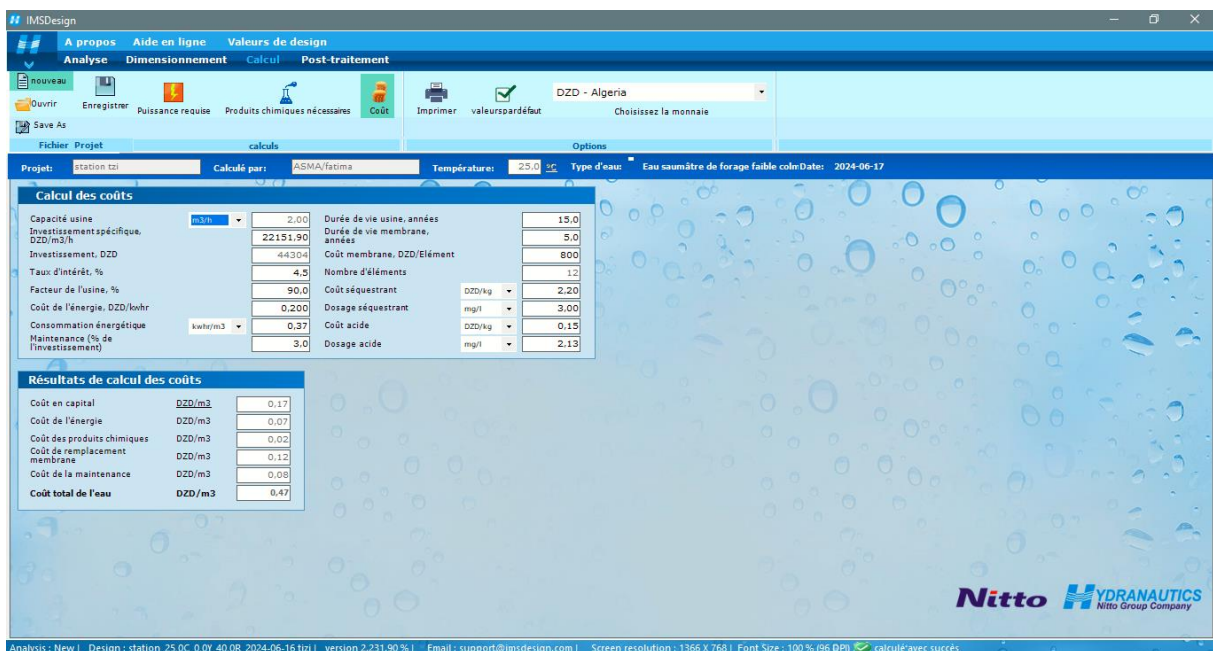 IMSDesign
A propos Aide en ligne Valeurs de design
Analyse Dimensionnement Calcul Post-traitement
nouveau
Ouvrir
Save As
Enregistrer
Puissance requise
Produits chimiques nécessaires
Coût
Imprimer
valeurspardéfaut
DZD - Algeria
Choisissez la monnaie
Fichier Projet calculs Options
Projet: station tzi Calculé par: ASMA/fatima Température: 25.0 ºC Type d'eau: Eau saumâtre de forage faible colmDate: 2024-06-17
Calcul des coûts
Capacité usine m3/h 2,00 Durée de vie usine, années 15,0
Investissement spécifique, DZD/m3/h 22151,90 Durée de vie membrane, années 5,0
Investissement, DZD 44304 Coût membrane, DZD/Elément 800
Taux d'intérêt, % 4,5 Nombre d'éléments 12
Facteur de l'usine, % 90,0 Coût séquestrant DZD/kg 2,20
Coût de l'énergie, DZD/kwhr 0,200 Dosage séquestrant mg/l 3,00
Consommation énergétique kwhr/m3 0,37 Coût acide DZD/kg 0,15
Maintenance (% de l'investissement) 3,0 Dosage acide mg/l 2,13
Résultats de calcul des coûts
Coût en capital DZD/m3 0,17
Coût de l'énergie DZD/m3 0,07
Coût des produits chimiques DZD/m3 0,02
Coût de remplacement membrane DZD/m3 0,12
Coût de la maintenance DZD/m3 0,08
Coût total de l'eau DZD/m3 0,47
Nitto HYDRANAUTICS
Nitto Group Company
Analysis : New | Design : station_25.0C_0.0Y_40.0R_2024-06-16 tizi | version 2.231.90 % | Email : support@imsdesign.com | Screen resolution : 1366 X 768 | Font Size : 100 % (96 DPI) calculé avec succès